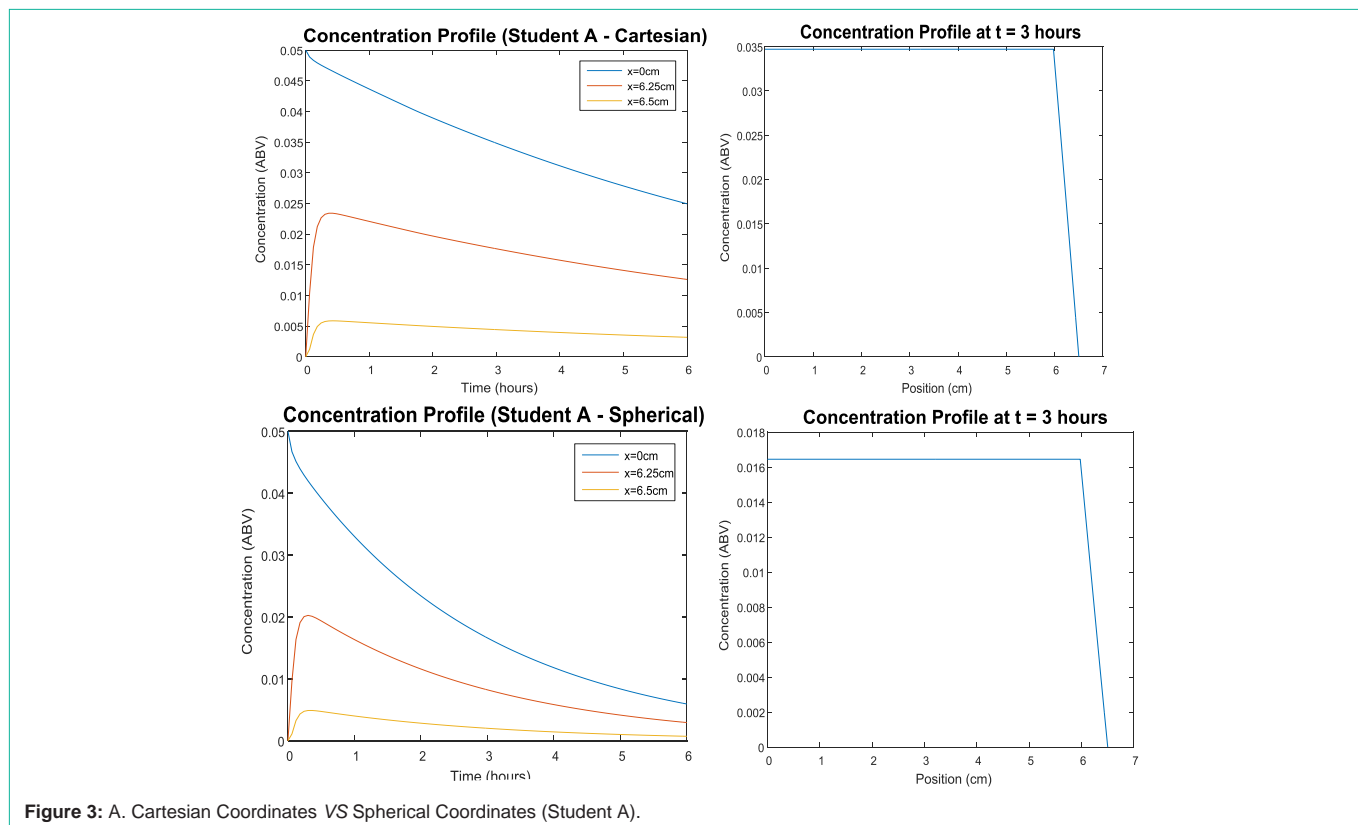 Concentration Profile (Student A - Cartesian)
0.05
0.045
0.04
0.035
0.03
0.025
0.02
0.015
0.01
0.005
0
Concentration (ABV)
x=0cm
x=6.25cm
x=6.5cm
0 1 2 3 4 5 6
Time (hours)
Concentration Profile at t = 3 hours
0.035
0.03
0.025
0.02
0.015
0.01
0.005
0
Concentration (ABV)
0 1 2 3 4 5 6 7
Position (cm)
Concentration Profile (Student A - Spherical)
0.05
0.04
0.03
0.02
0.01
0
Concentration (ABV)
x=0cm
x=6.25cm
x=6.5cm
0 1 2 3 4 5 6
Time (hours)
Concentration Profile at t = 3 hours
0.018
0.016
0.014
0.012
0.01
0.008
0.006
0.004
0.002
0
Concentration (ABV)
0 1 2 3 4 5 6 7
Position (cm)
Figure 3: A. Cartesian Coordinates VS Spherical Coordinates (Student A).